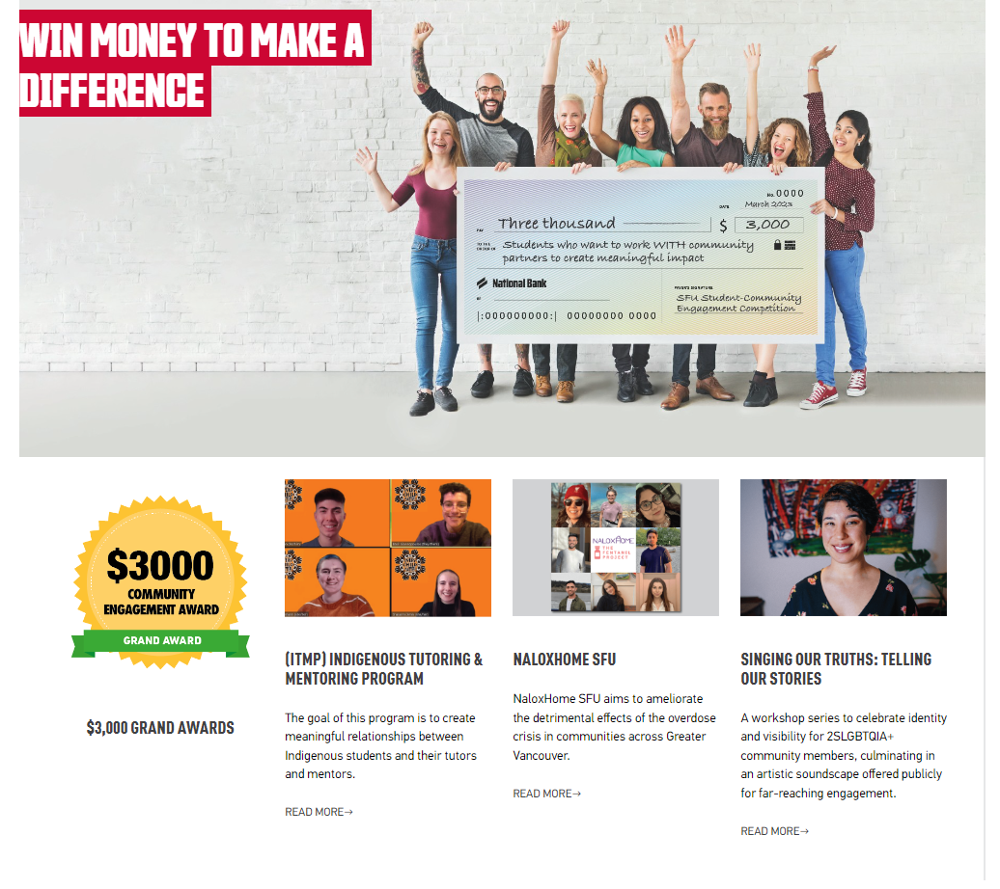 WIN MONEY TO MAKE A
DIFFERENCE
No. 0000
DATE March 2023
PAY Three thousand $ 3,000
TO THE
ORDER OF
Students who want to work WITH community
partners to create meaningful impact
National Bank
PAYER'S SIGNATURE
SFU Student-Community
Engagement Competition
|:000000000:| 00000000 0000
$3000
COMMUNITY
ENGAGEMENT AWARD
GRAND AWARD
$3,000 GRAND AWARDS
NALOXHOME
THE
FENTANYL
PROJECT
(ITMP) INDIGENOUS TUTORING &
MENTORING PROGRAM
The goal of this program is to create
meaningful relationships between
Indigenous students and their tutors
and mentors.
READ MORE→
NALOXHOME SFU
NaloxHome SFU aims to ameliorate
the detrimental effects of the overdose
crisis in communities across Greater
Vancouver.
READ MORE→
SINGING OUR TRUTHS: TELLING
OUR STORIES
A workshop series to celebrate identity
and visibility for 2SLGBTQIA+
community members, culminating in
an artistic soundscape offered publicly
for far-reaching engagement.
READ MORE→